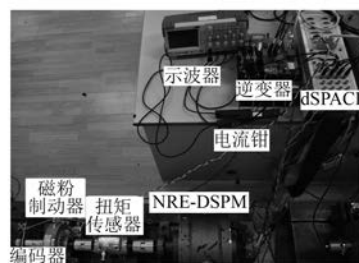 示波器
逆变器
dSPACE
电流钳
磁粉
制动器
扭矩
传感器
NRE-DSPM
编码器